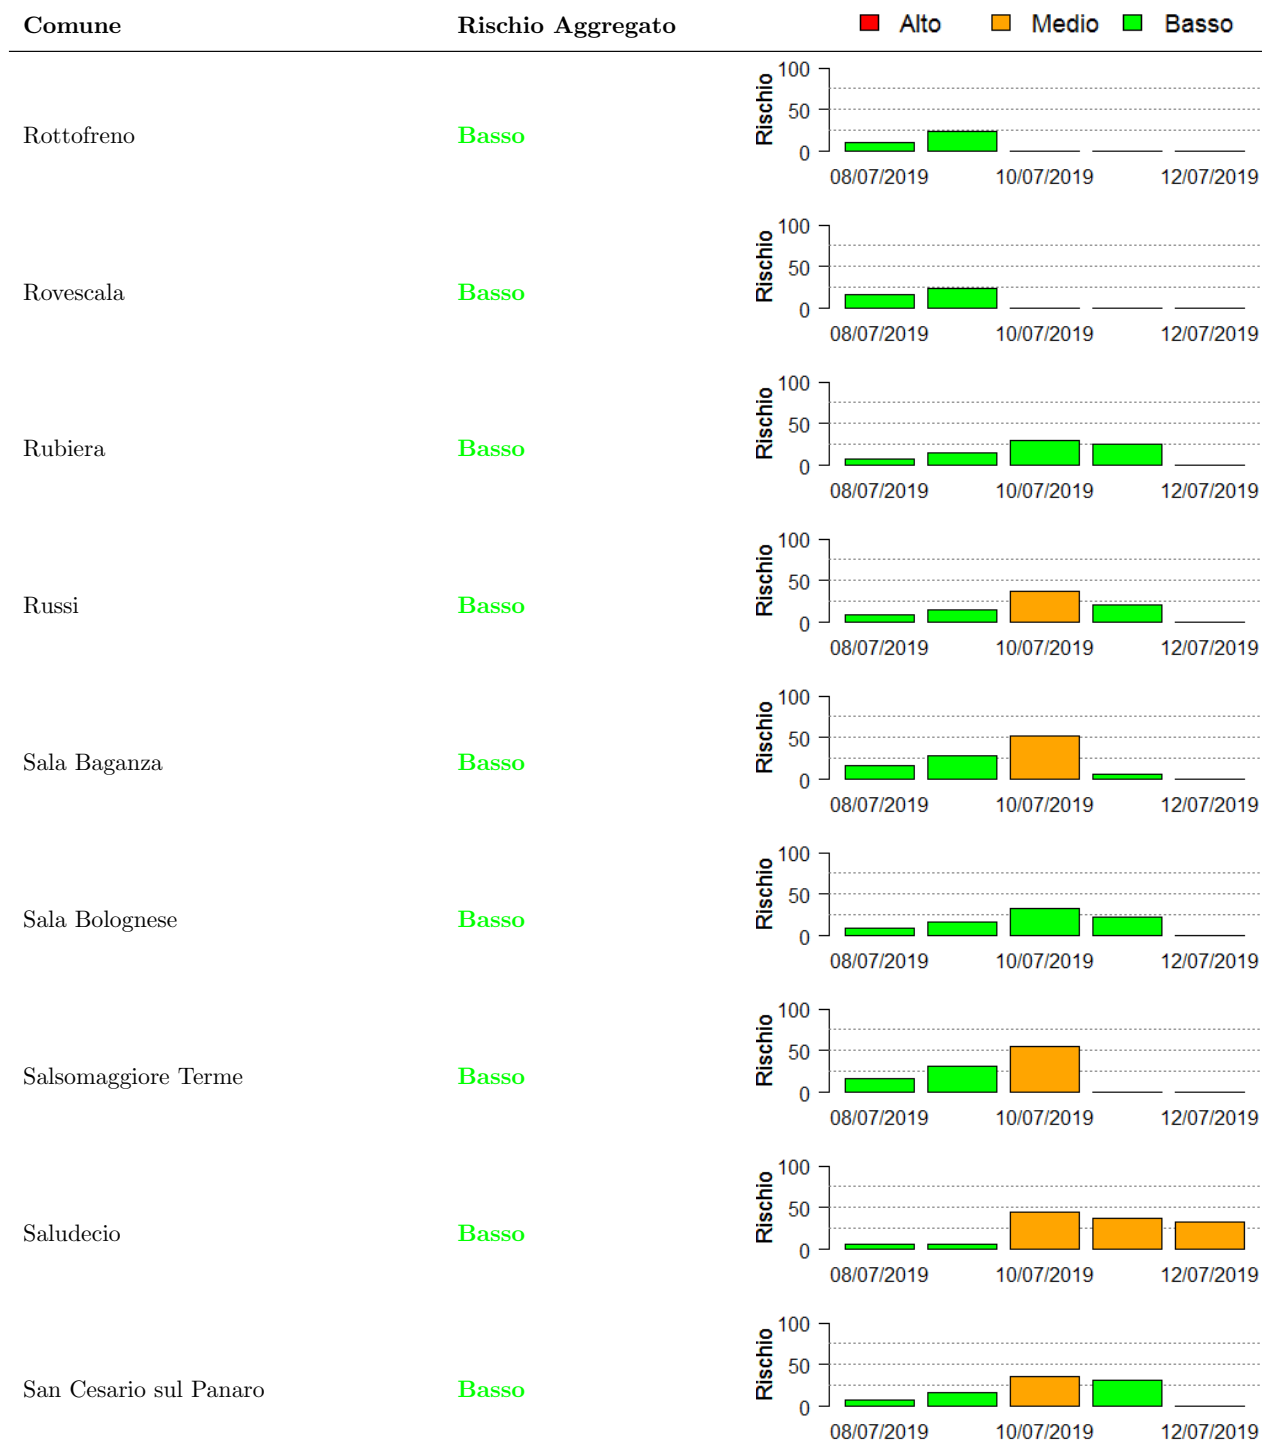 Comune Rischio Aggregato Alto Medio Basso
Rottofreno Basso
Rischio
100
50
0
08/07/2019 10/07/2019 12/07/2019
Rovescala Basso
Rischio
100
50
0
08/07/2019 10/07/2019 12/07/2019
Rubiera Basso
Rischio
100
50
0
08/07/2019 10/07/2019 12/07/2019
Russi Basso
Rischio
100
50
0
08/07/2019 10/07/2019 12/07/2019
Sala Baganza Basso
Rischio
100
50
0
08/07/2019 10/07/2019 12/07/2019
Sala Bolognese Basso
Rischio
100
50
0
08/07/2019 10/07/2019 12/07/2019
Salsomaggiore Terme Basso
Rischio
100
50
0
08/07/2019 10/07/2019 12/07/2019
Saludecio Basso
Rischio
100
50
0
08/07/2019 10/07/2019 12/07/2019
San Cesario sul Panaro Basso
Rischio
100
50
0
08/07/2019 10/07/2019 12/07/2019